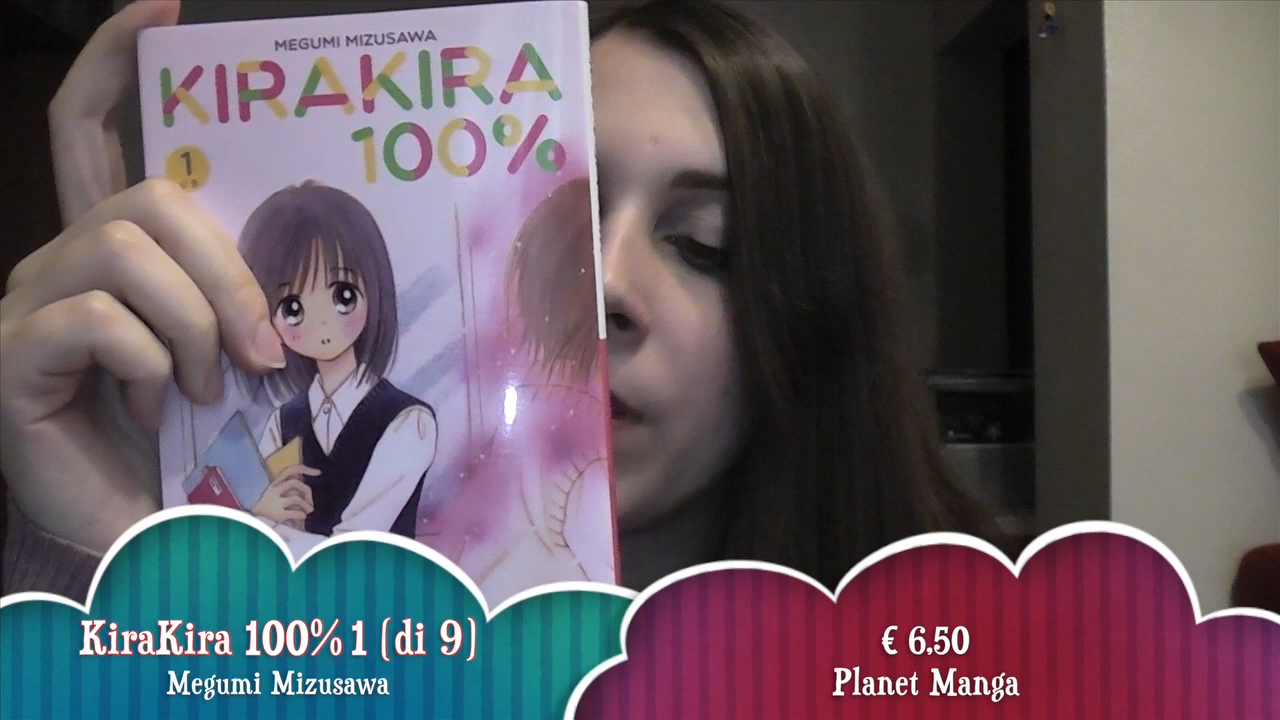 MEGUMI MIZUSAWA
KIRAKIRA
100%
1
KiraKira 100% 1 (di 9)
Megumi Mizusawa
€ 6,50
Planet Manga